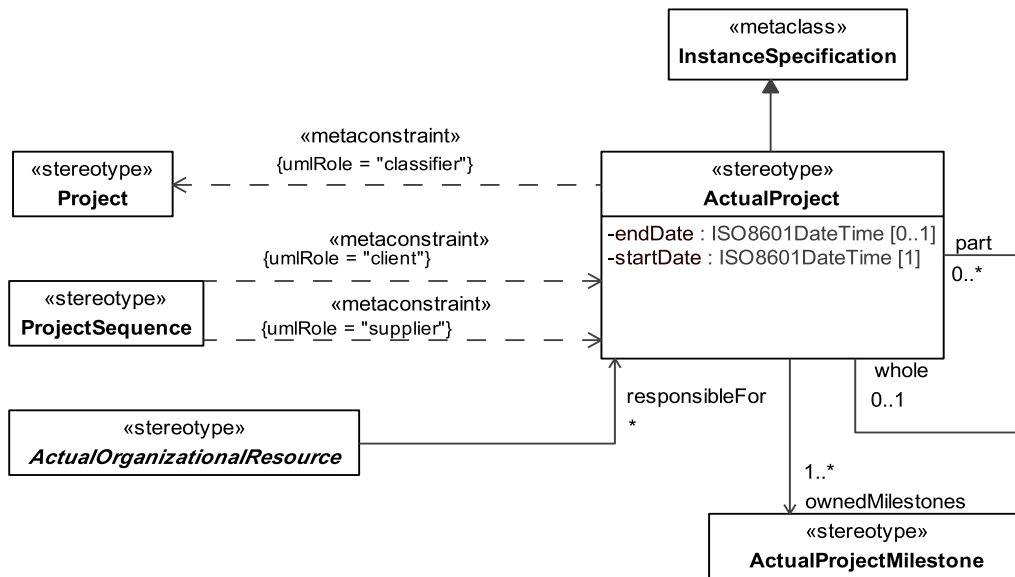 «metaclass»
InstanceSpecification
«metaconstraint»
{umlRole = "classifier"}
«stereotype»
Project
«stereotype»
ActualProject
-endDate : ISO8601DateTime [0..1]
-startDate : ISO8601DateTime [1]
part
0..*
«metaconstraint»
{umlRole = "client"}
«stereotype»
ProjectSequence
«metaconstraint»
{umlRole = "supplier"}
whole
0..1
responsibleFor
*
«stereotype»
ActualOrganizationalResource
1..*
ownedMilestones
«stereotype»
ActualProjectMilestone